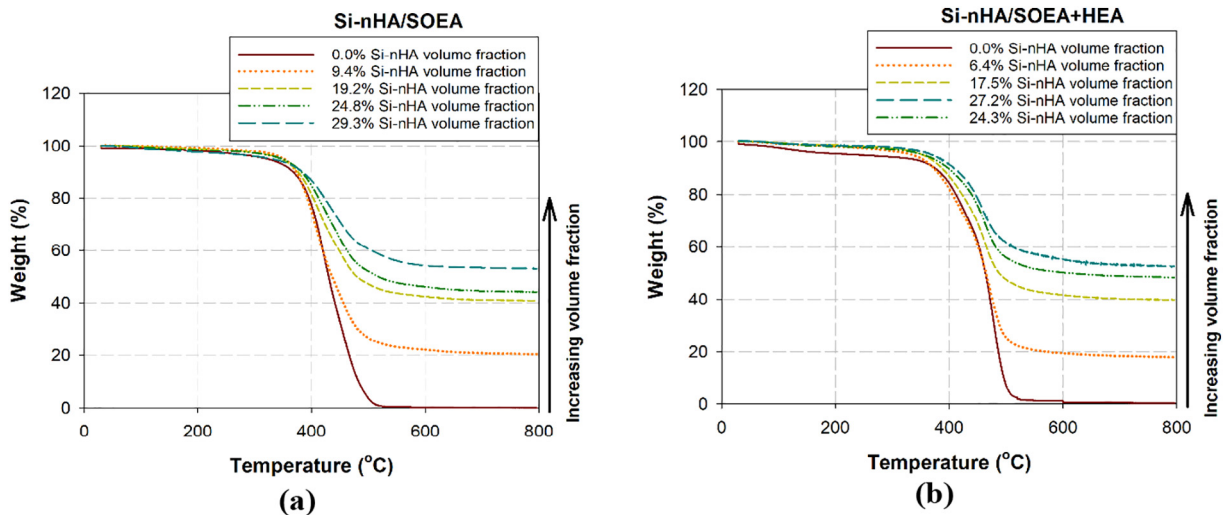 Si-nHA/SOEA
0.0% Si-nHA volume fraction
9.4% Si-nHA volume fraction
19.2% Si-nHA volume fraction
24.8% Si-nHA volume fraction
29.3% Si-nHA volume fraction
120
100
80
60
40
20
0
Weight (%)
0 200 400 600 800
Temperature (°C)
Increasing volume fraction
(a)
Si-nHA/SOEA+HEA
0.0% Si-nHA volume fraction
6.4% Si-nHA volume fraction
17.5% Si-nHA volume fraction
27.2% Si-nHA volume fraction
24.3% Si-nHA volume fraction
120
100
80
60
40
20
0
Weight (%)
0 200 400 600 800
Temperature (°C)
Increasing volume fraction
(b)